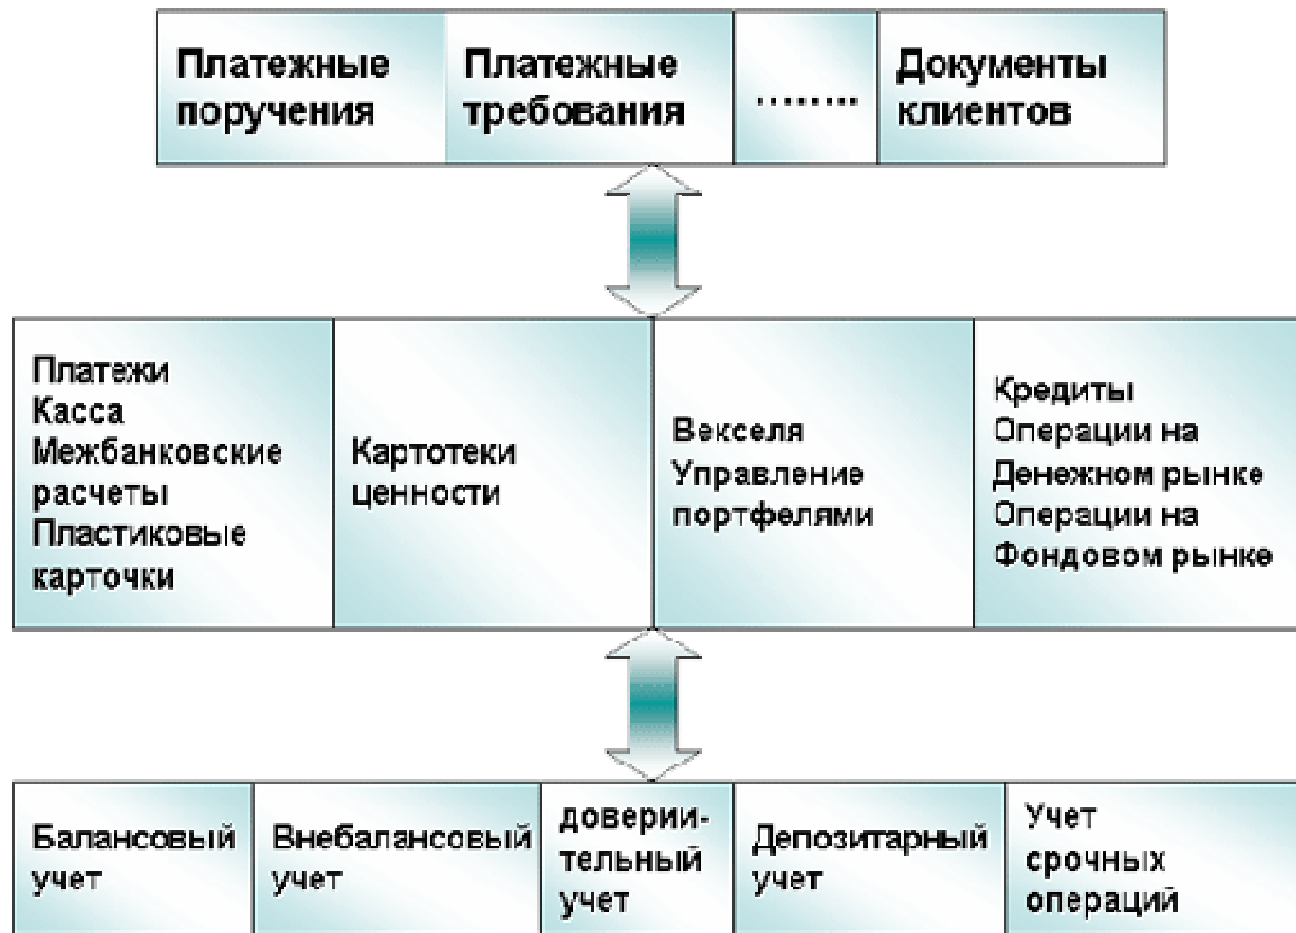 Платежные
поручения
Платежные
требования
........
Документы
клиентов
Платежи
Касса
Межбанковские
расчеты
Пластиковые
карточки
Картотеки
ценности
Векселя
Управление
портфелями
Кредиты
Операции на
Денежном рынке
Операции на
Фондовом рынке
Балансовый
учет
Внебалансовый
учет
доверии-
тельный
учет
Депозитарный
учет
Учет
срочных
операций